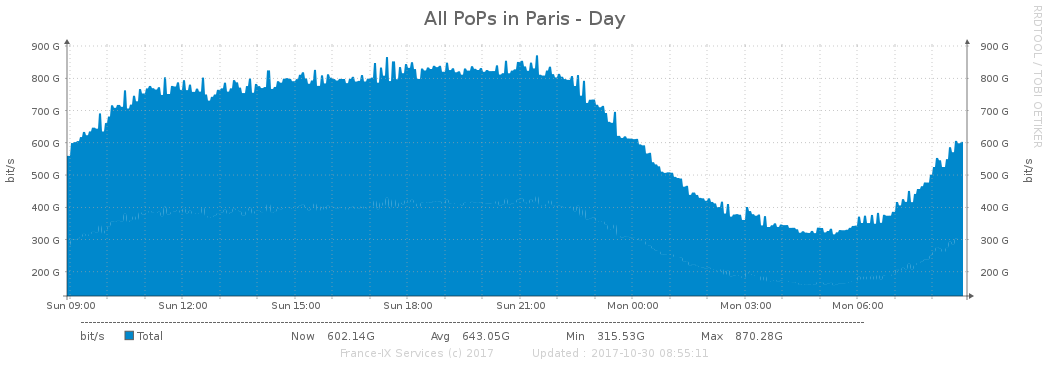 All PoPs in Paris - Day
RRDTOOL / TOBI OETIKER
900 G 900 G
800 G 800 G
700 G 700 G
600 G 600 G
500 G 500 G
400 G 400 G
300 G 300 G
200 G 200 G
bit/s bit/s
Sun 09:00 Sun 12:00 Sun 15:00 Sun 18:00 Sun 21:00 Mon 00:00 Mon 03:00 Mon 06:00
bit/s Total Now 602.14G Avg 643.05G Min 315.53G Max 870.28G
France-IX Services (c) 2017 Updated : 2017-10-30 08:55:11